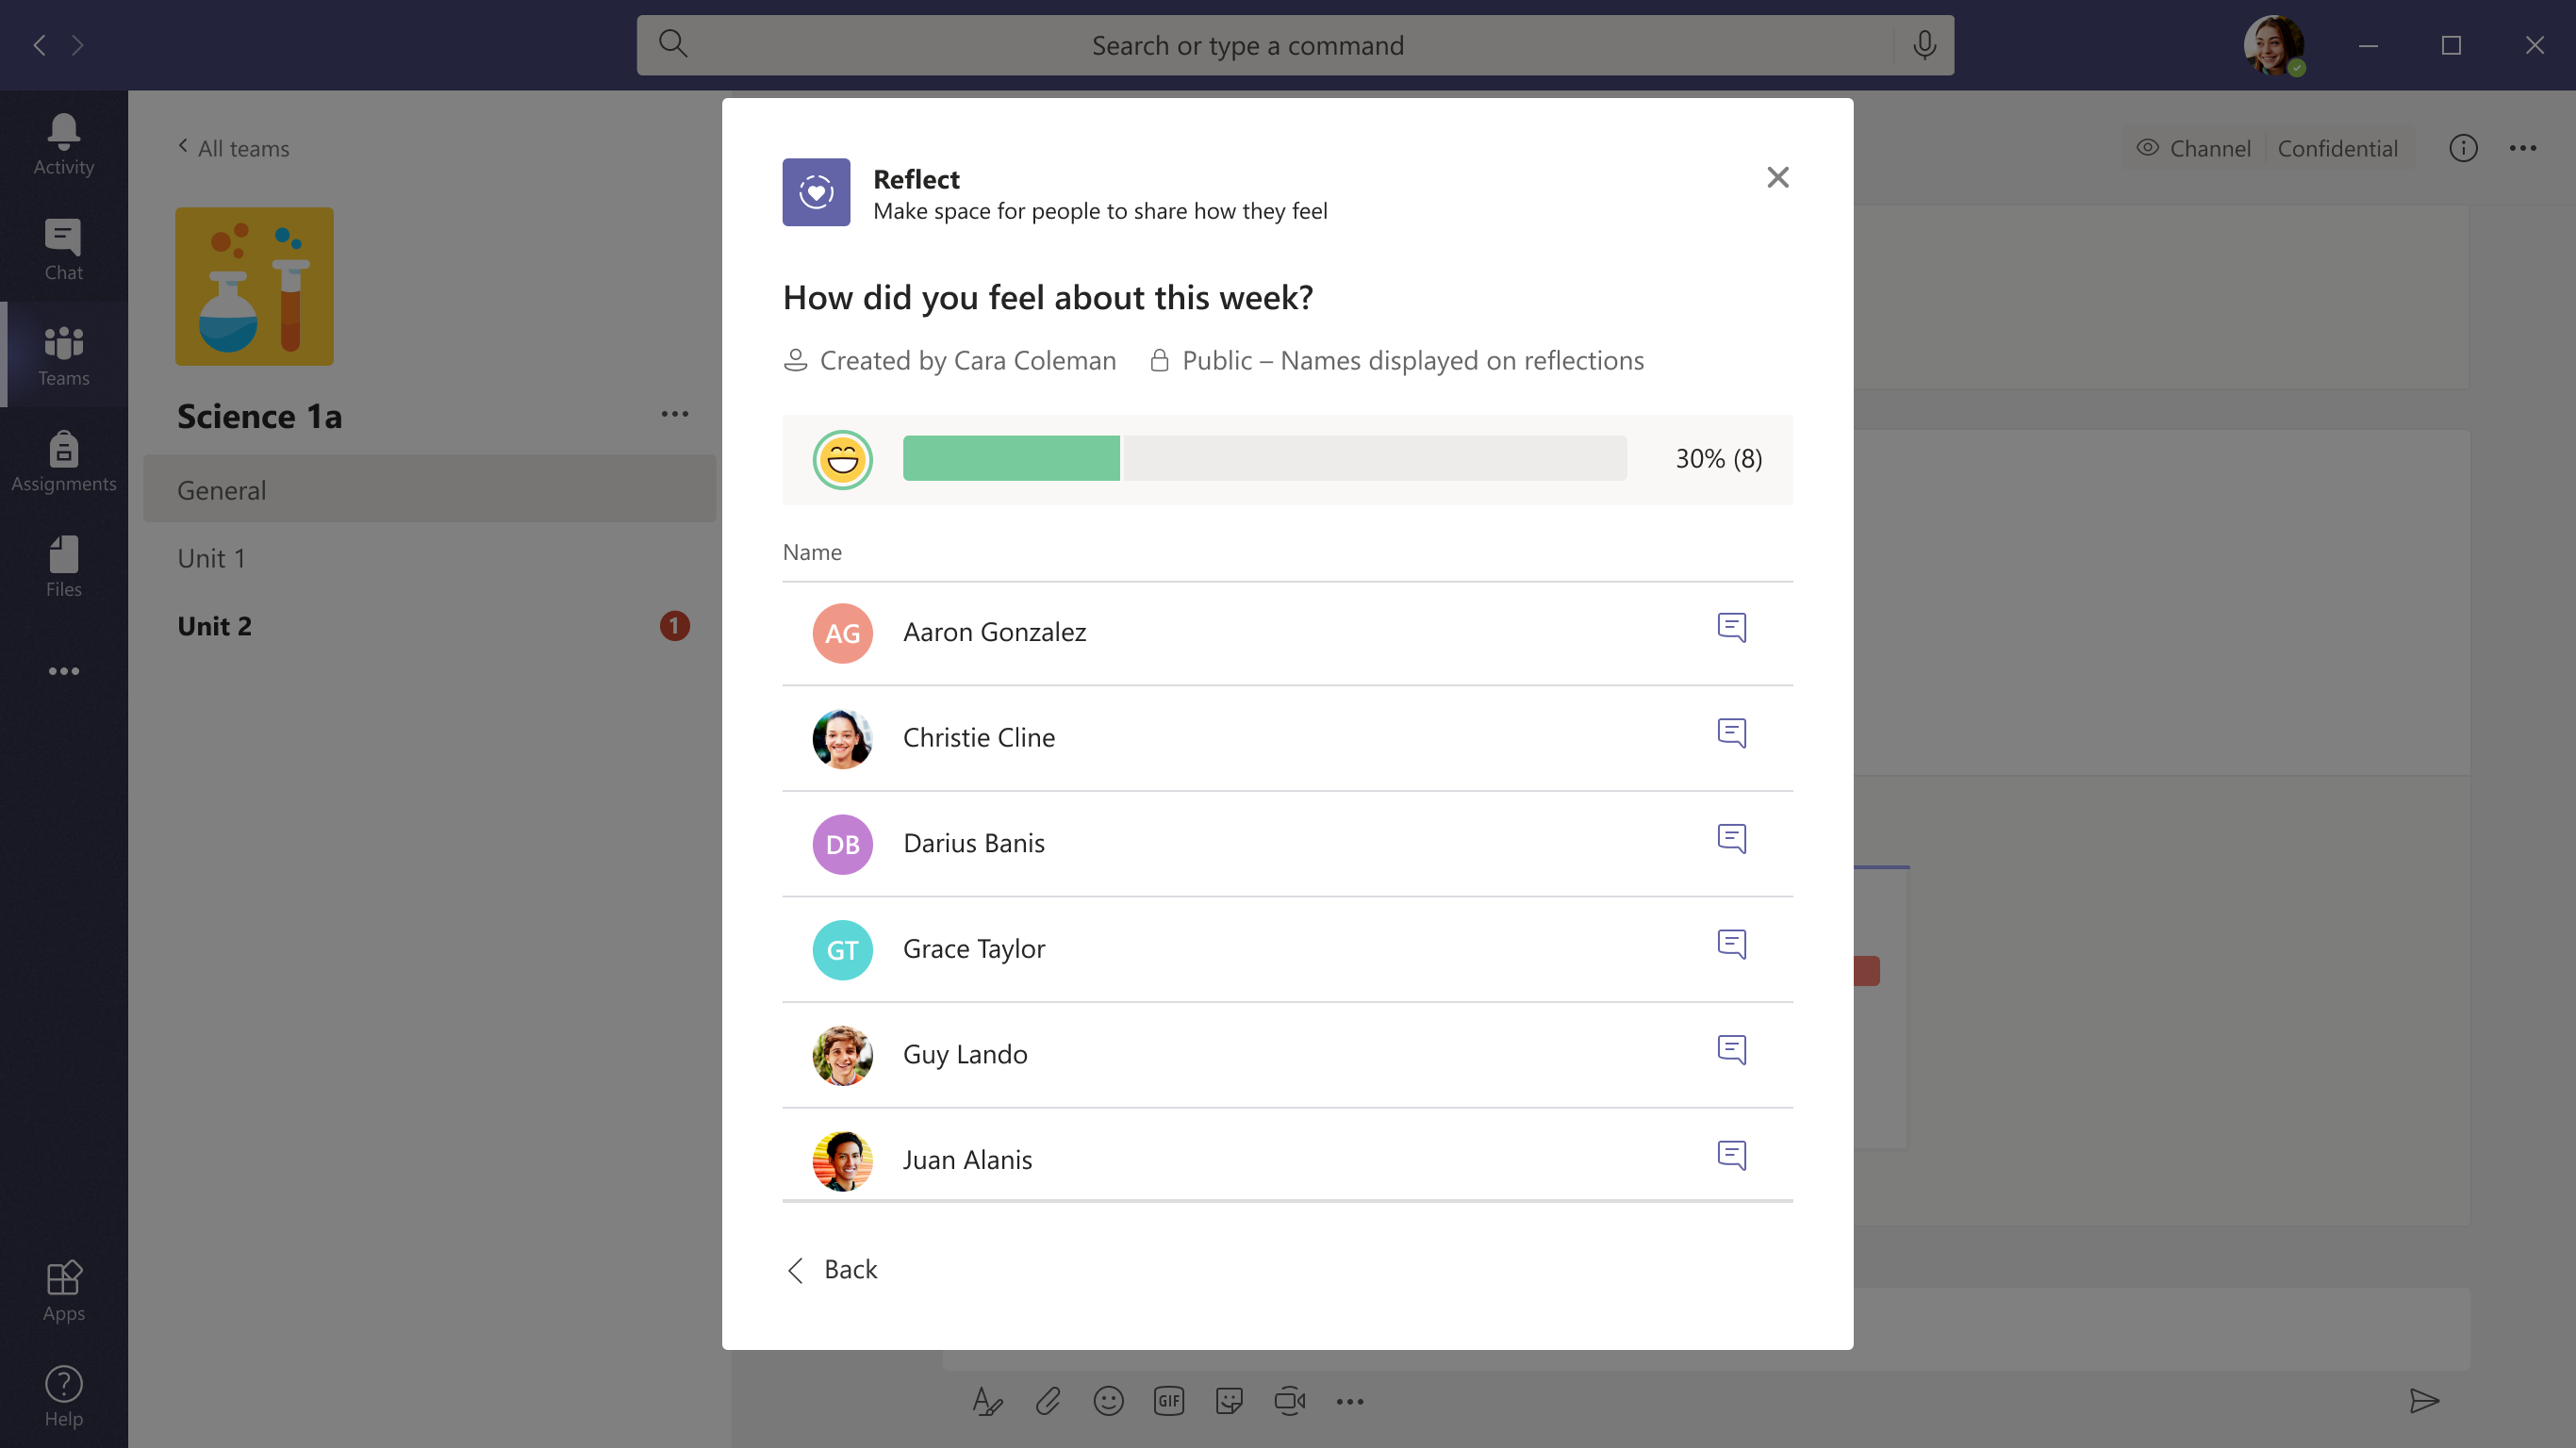 Search or type a command
Activity
Chat
Teams
Assignments
Files
Apps
Help
All teams
Science 1a
General
Unit 1
Unit 2
1
Channel
Confidential
Reflect
Make space for people to share how they feel
How did you feel about this week?
Created by Cara Coleman
Public – Names displayed on reflections
30% (8)
Name
AG
Aaron Gonzalez
Christie Cline
DB
Darius Banis
GT
Grace Taylor
Guy Lando
Juan Alanis
Back
GIF